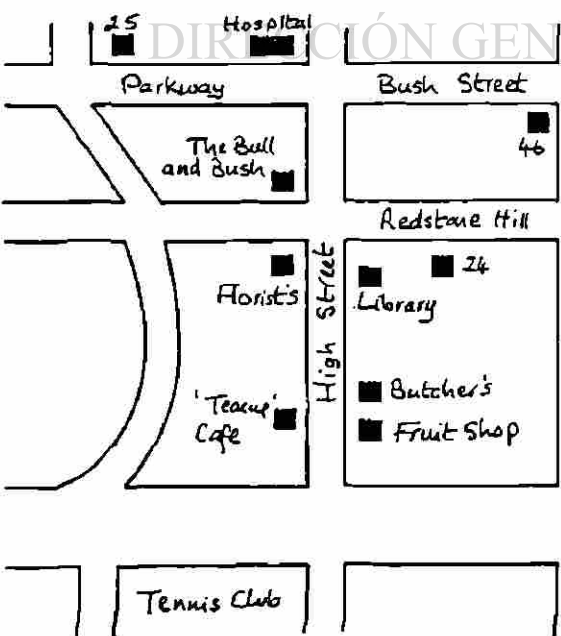 25
Hospital
DIRECCIÓN GEN
Parkway
Bush Street
The Bull
and Bush
46
Redstone Hill
Florist's
High Street
24
Library
Butcher's
'Teacup'
Cafe
Fruit Shop
Tennis Club